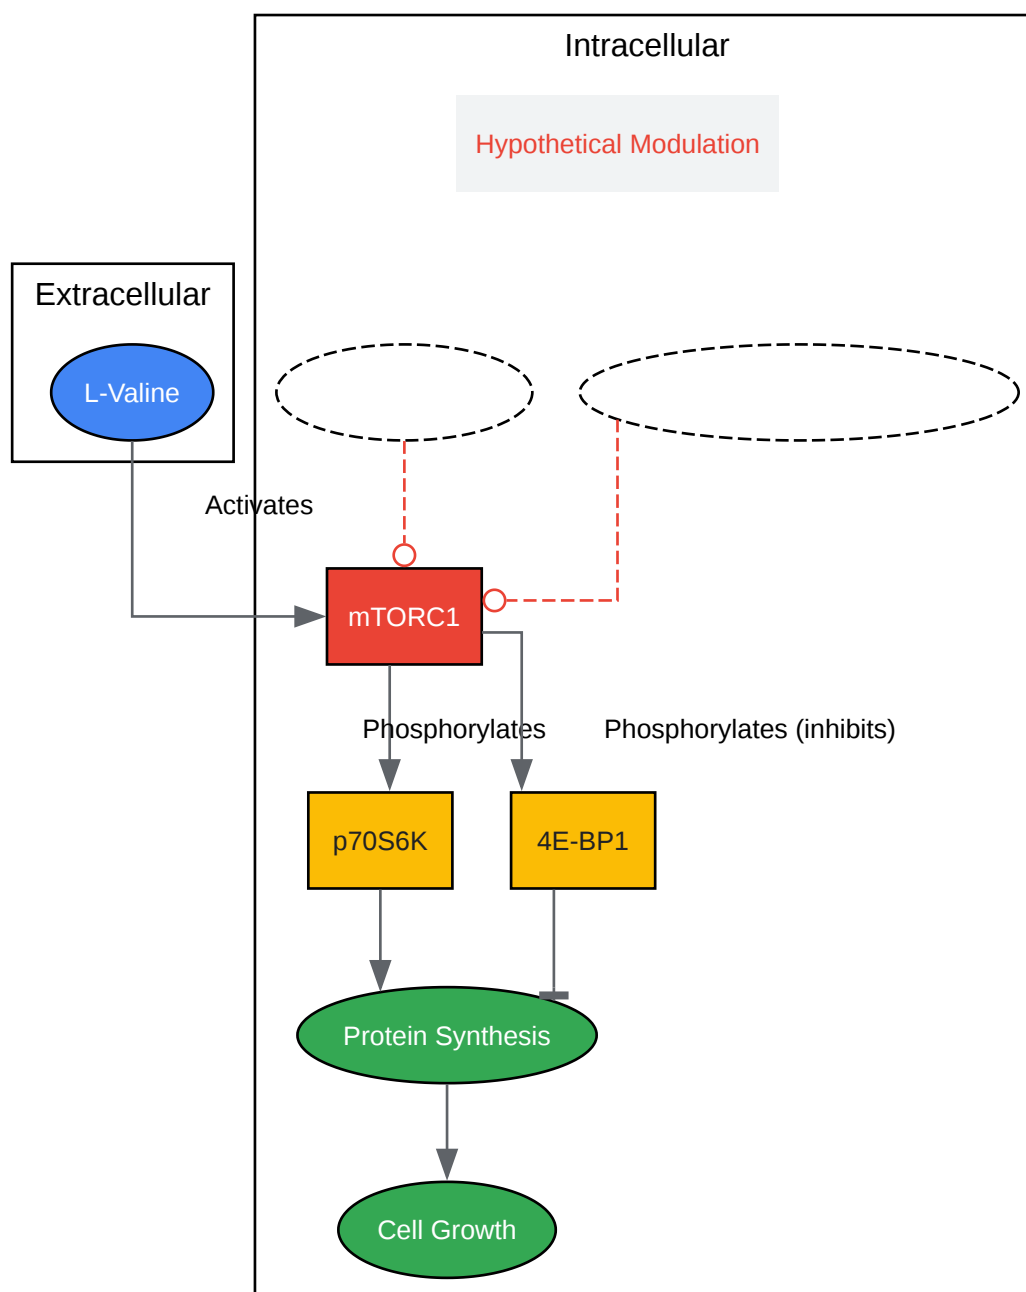 Intracellular
Hypothetical Modulation
Extracellular
L-Valine
Activates
mTORC1
Phosphorylates
Phosphorylates (inhibits)
p70S6K
4E-BP1
Protein Synthesis
Cell Growth